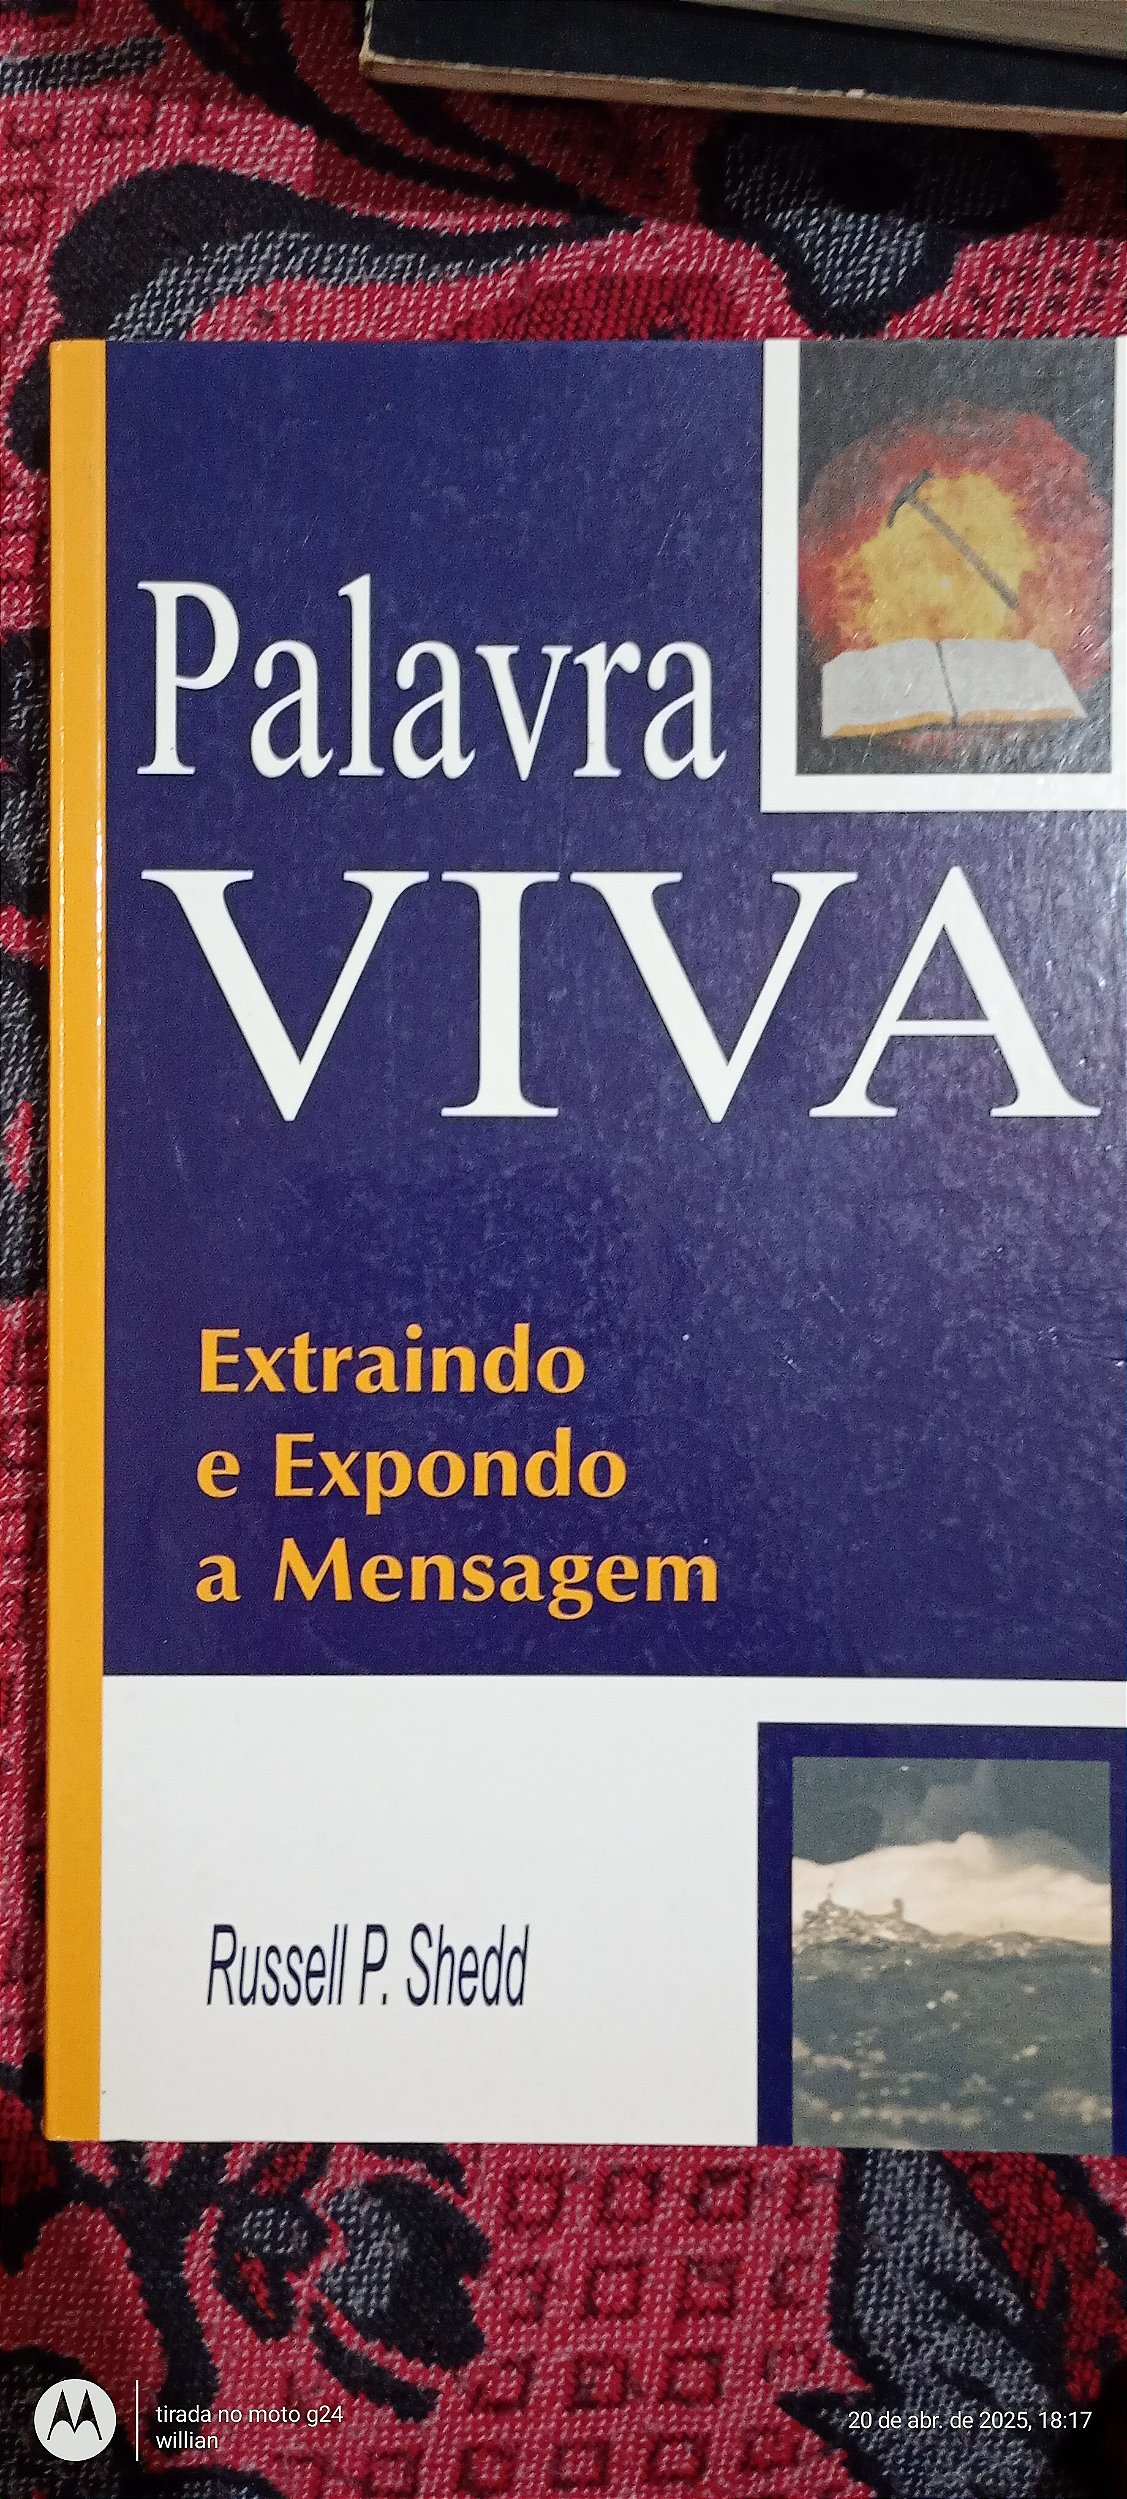 Palavra
VIVA
Extraindo
e Expondo
a Mensagem
Russell P. Shedd
tirada no moto g24
willian
20 de abr. de 2025, 18:17